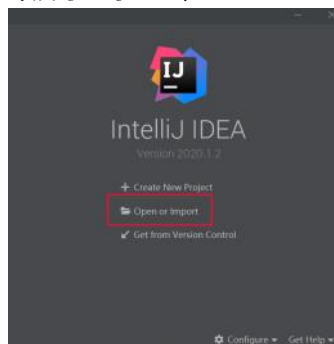 IJ
IntelliJ IDEA
Version 2020.1.2
Create New Project
Open or Import
Get from Version Control
Configure Get Help